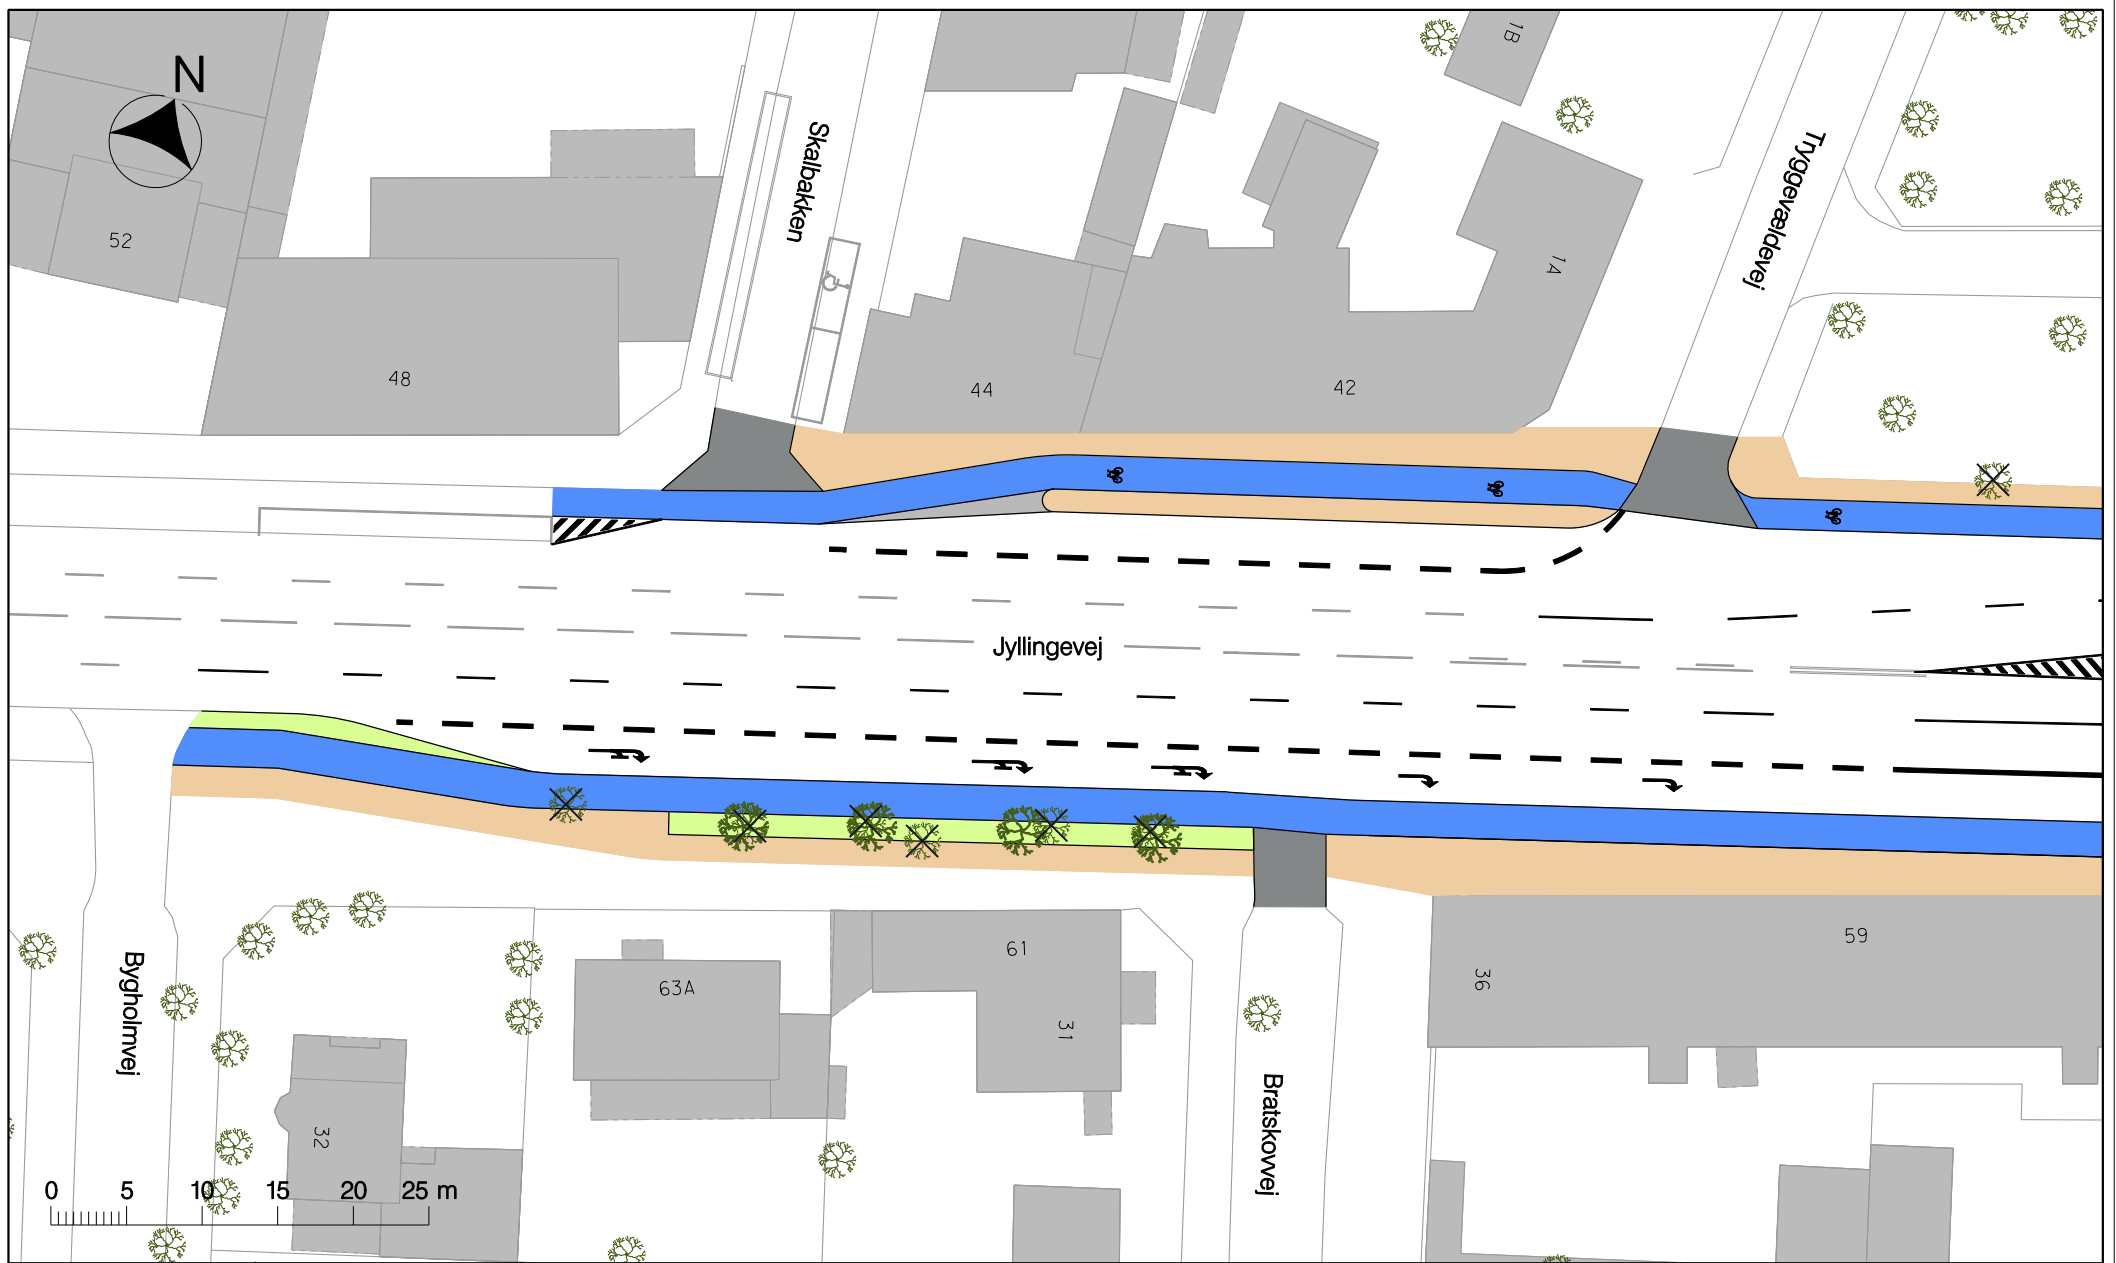 N
1B
Skalbakken
Tryggevældevej
52
1A
48
44
42
Jyllingevej
61
59
63A
36
Bygholmvej
31
Bratskovvej
32
0 5 10 15 20 25 m